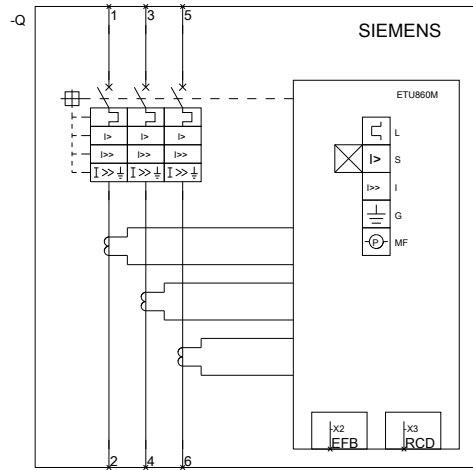 -Q
1 3 5
SIEMENS
ETU860M
L
I> I> I> I> S
I>> I>> I>> I>> I
I≫⏚ I≫⏚ I≫⏚
G
P MF
-X2 -X3
EFB RCD
2 4 6